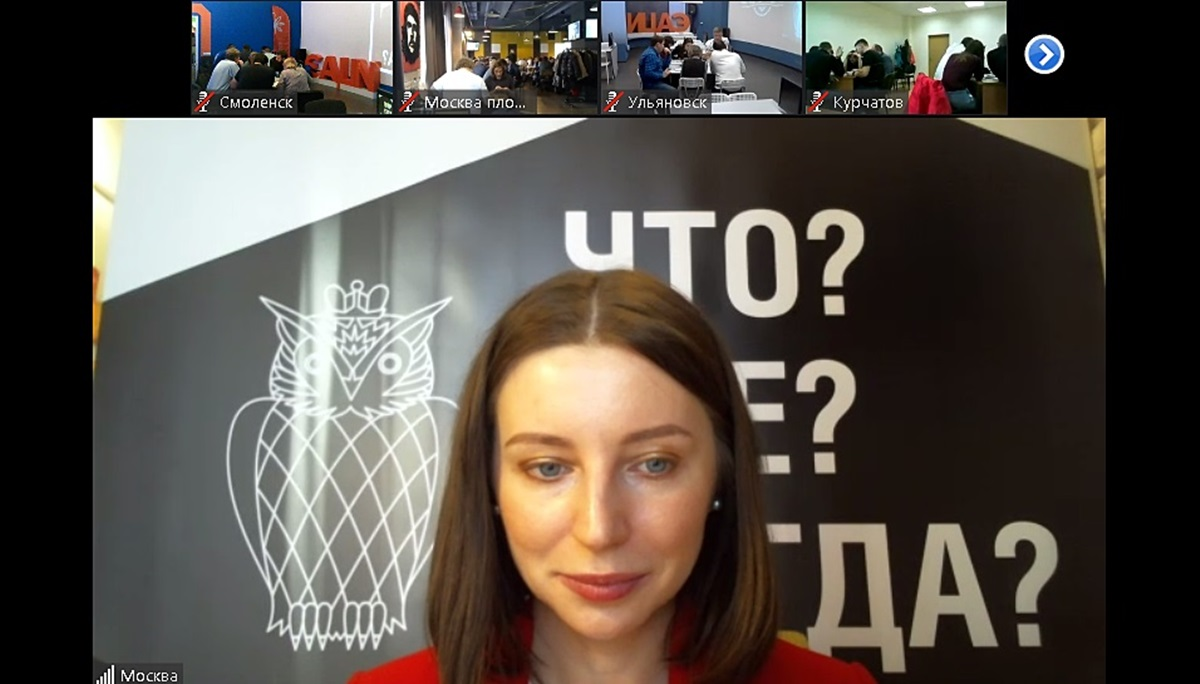 Смоленск
Москва пло...
Ульяновск
Курчатов
ЧТО?
Е?
ГДА?
Москва